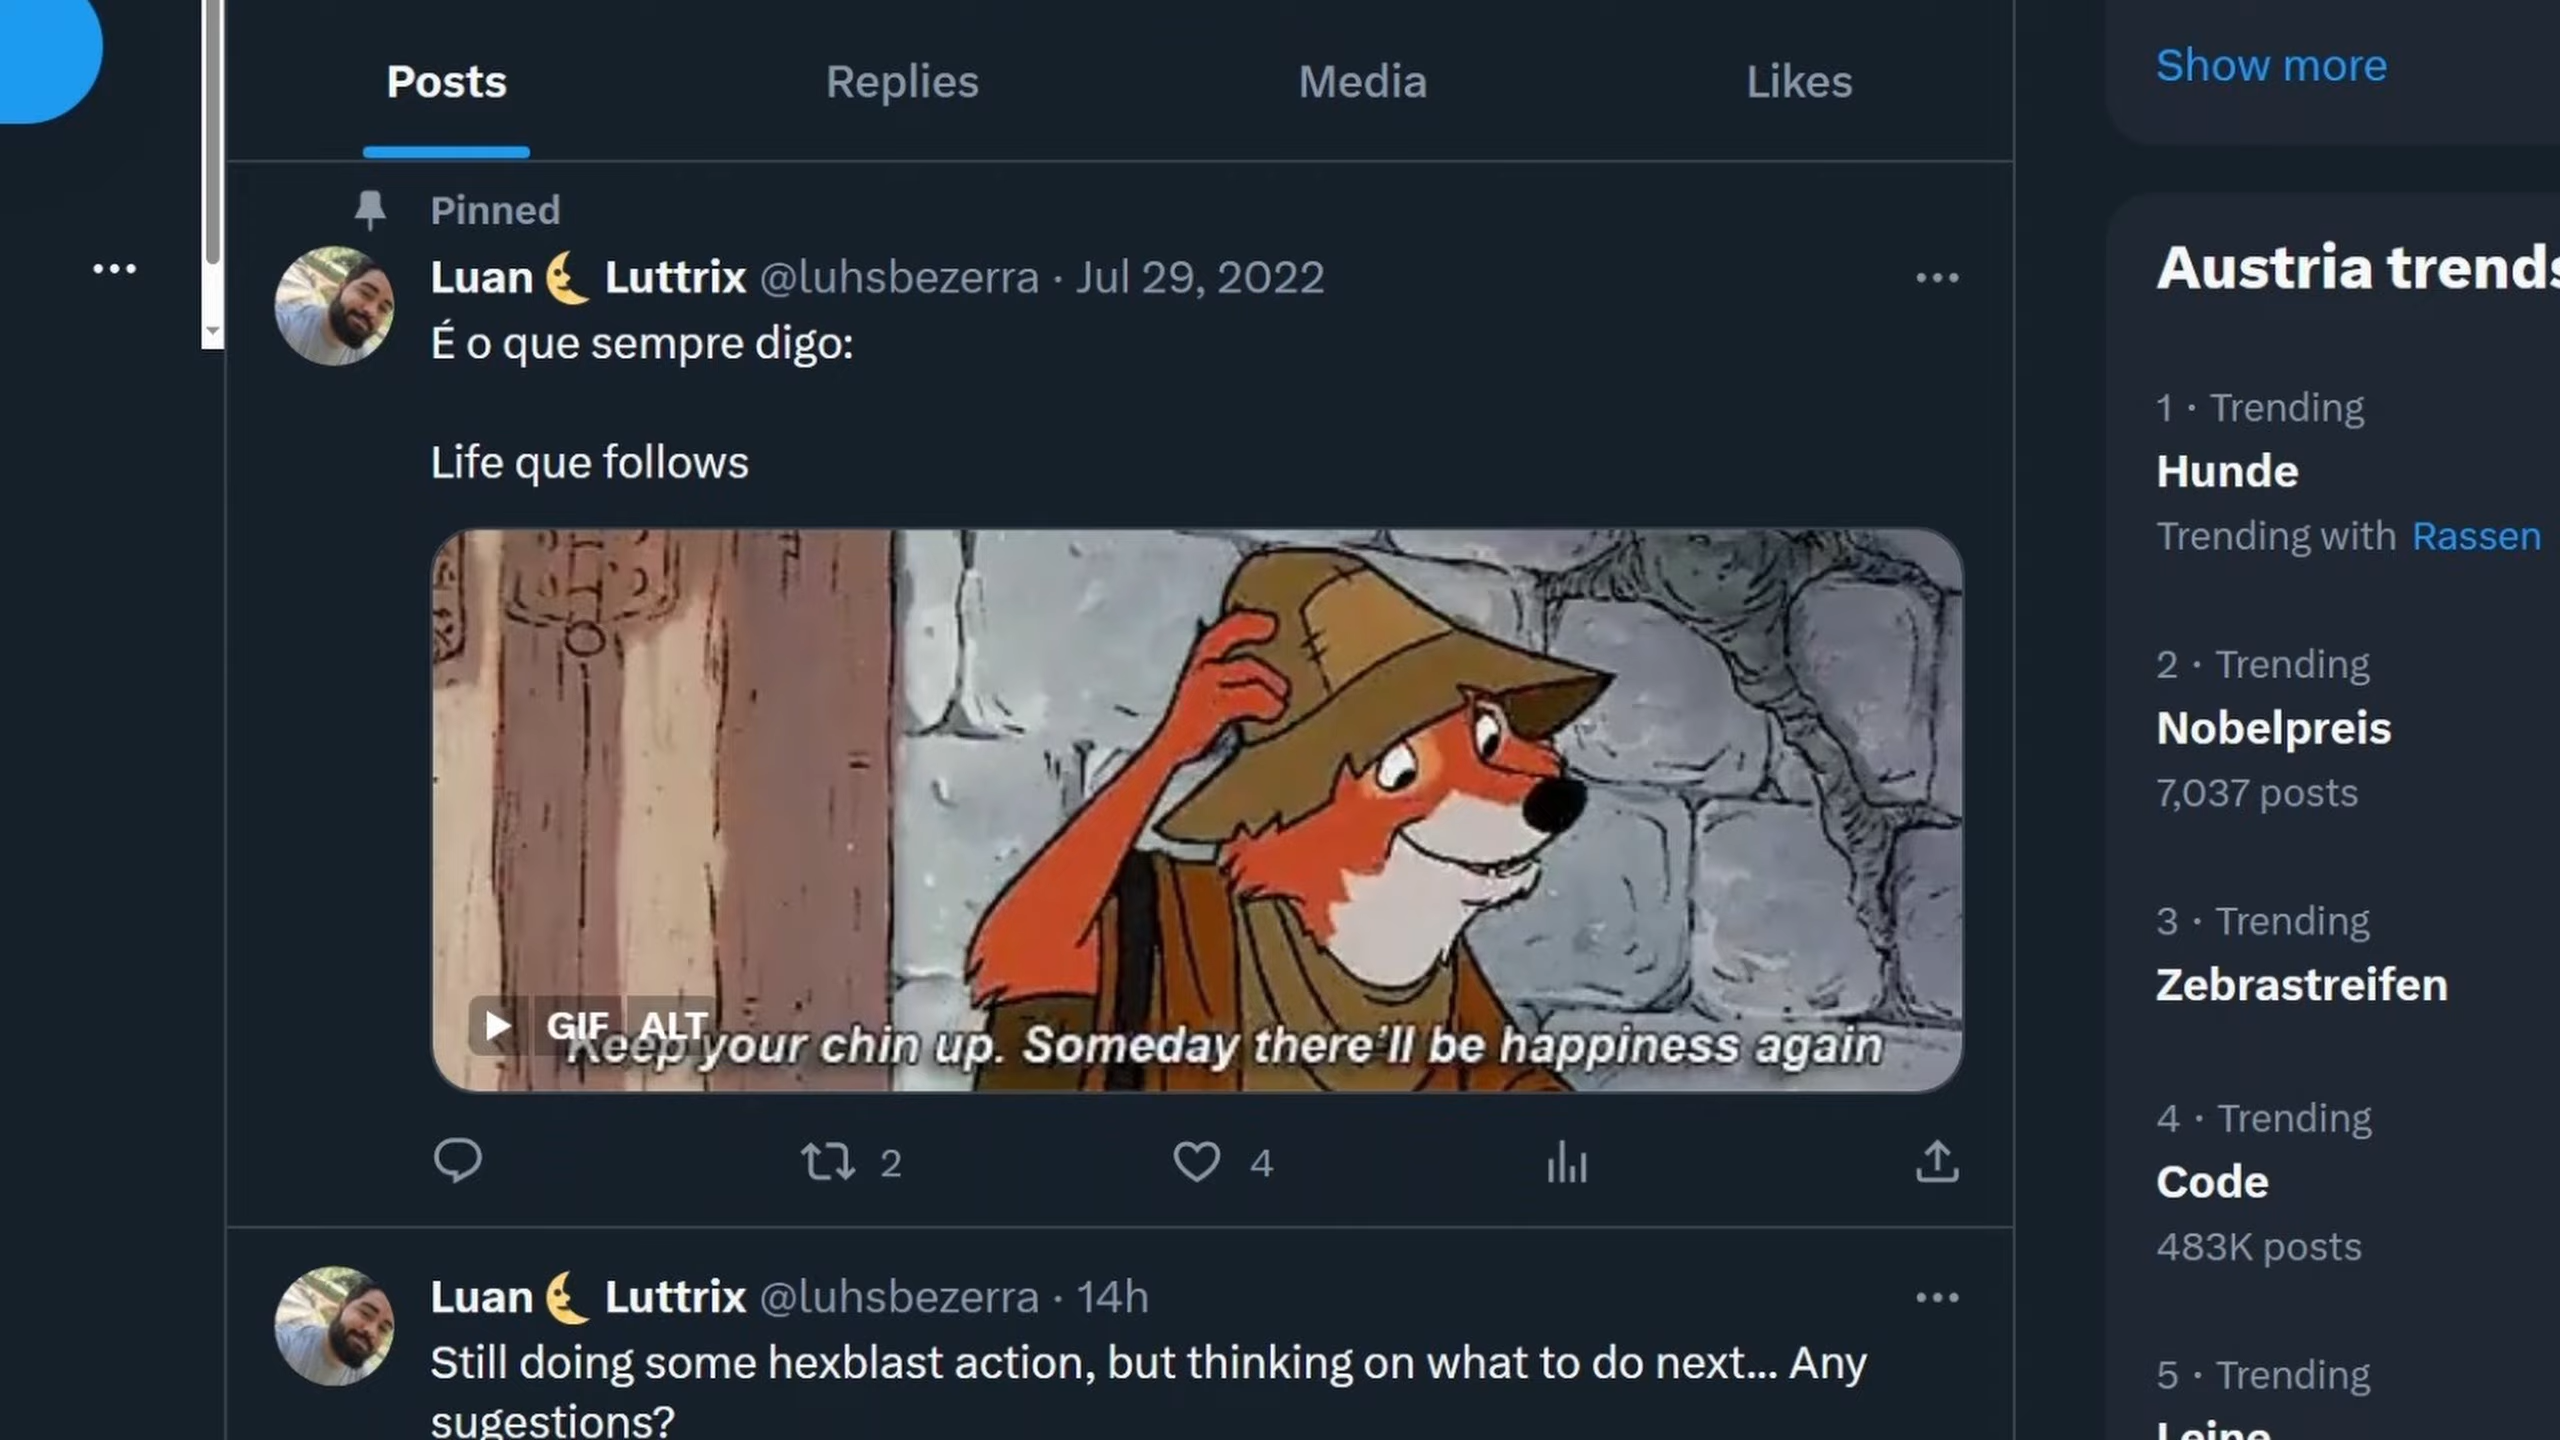 Posts
Replies
Media
Likes
Pinned
Luan 🌜 Luttrix @luhsbezerra · Jul 29, 2022
É o que sempre digo:
Life que follows
GIF ALT
Keep your chin up. Someday there'll be happiness again
2
4
Luan 🌜 Luttrix @luhsbezerra · 14h
Still doing some hexblast action, but thinking on what to do next... Any
sugestions?
Show more
Austria trends
1 · Trending
Hunde
Trending with Rassen
2 · Trending
Nobelpreis
7,037 posts
3 · Trending
Zebrastreifen
4 · Trending
Code
483K posts
5 · Trending
Leine